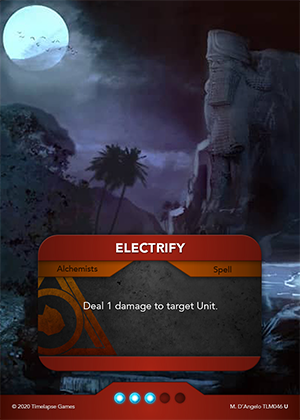 ELECTRIFY
Alchemists Spell
Deal 1 damage to target Unit.
© 2020 Timelapse Games M. D'Angelo TLM046 U